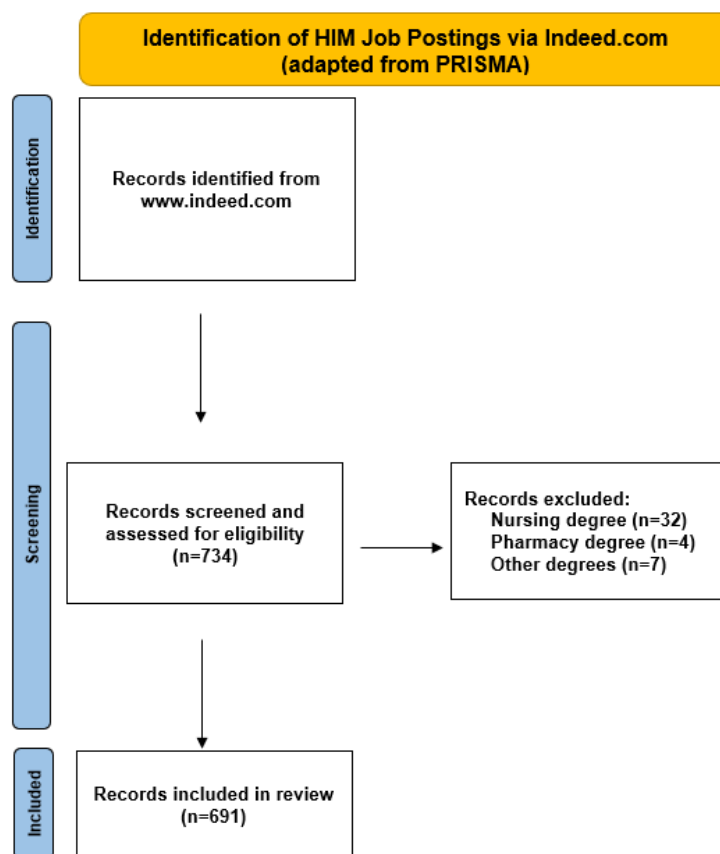 Identification of HIM Job Postings via Indeed.com
(adapted from PRISMA)
Identification
Records identified from
www.indeed.com
Screening
Records screened and
assessed for eligibility
(n=734)
Records excluded:
Nursing degree (n=32)
Pharmacy degree (n=4)
Other degrees (n=7)
Included
Records included in review
(n=691)